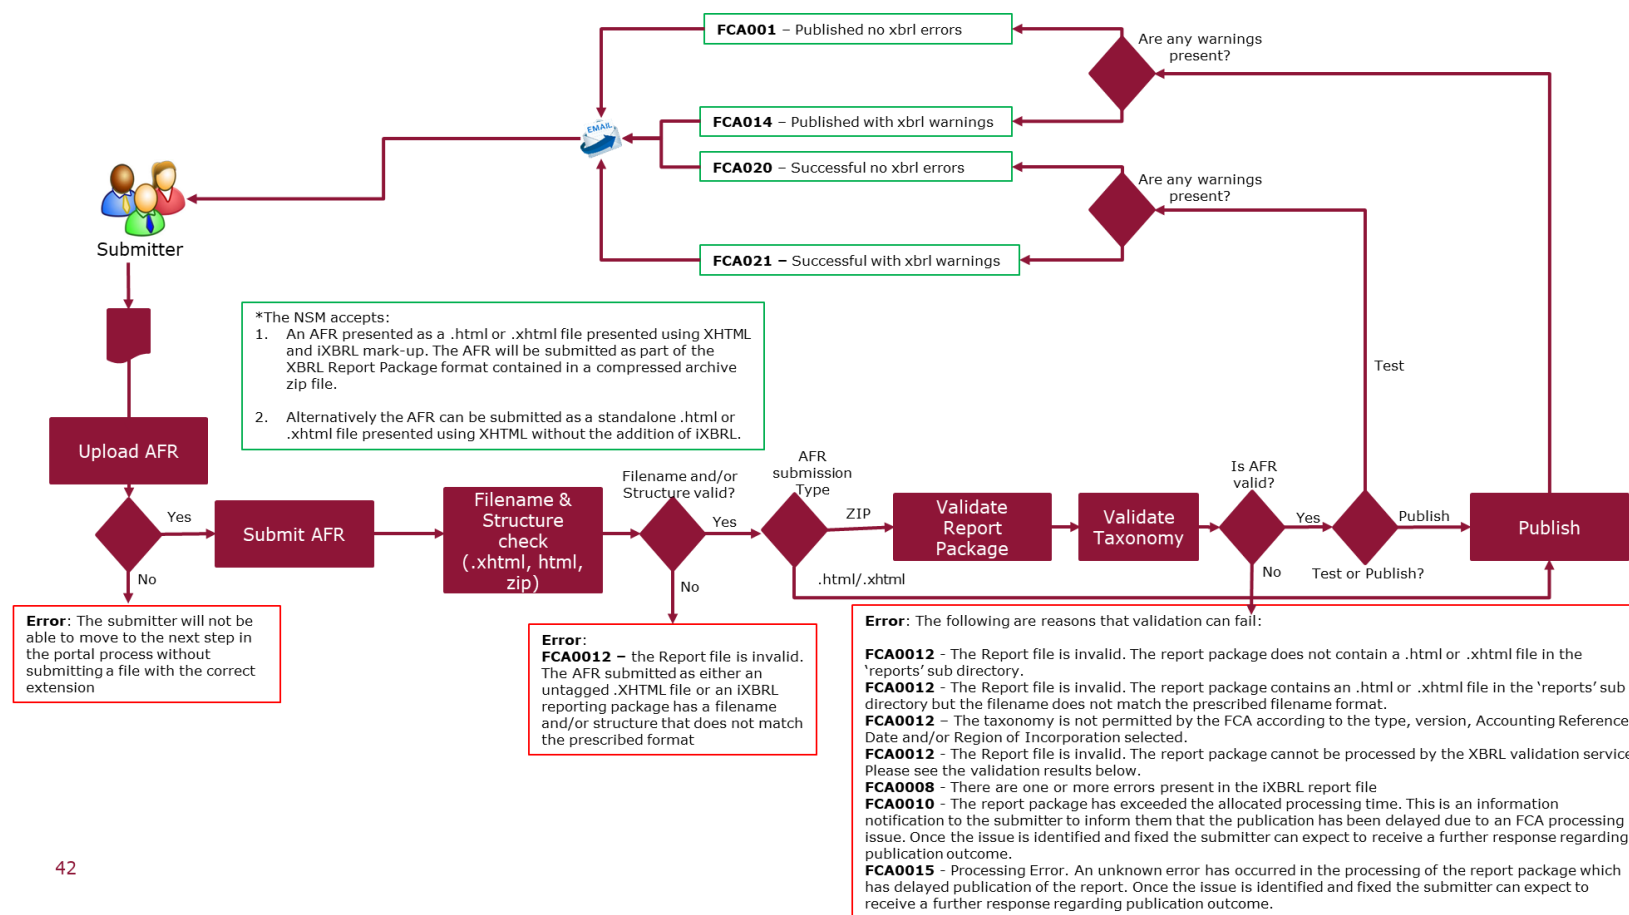 FCA001 – Published no xbrl errors
Are any warnings
present?
EMAIL
FCA014 – Published with xbrl warnings
FCA020 – Successful no xbrl errors
Are any warnings
present?
Submitter
FCA021 – Successful with xbrl warnings
*The NSM accepts:
1. An AFR presented as a .html or .xhtml file presented using XHTML
and iXBRL mark-up. The AFR will be submitted as part of the
XBRL Report Package format contained in a compressed archive
zip file.
2. Alternatively the AFR can be submitted as a standalone .html or
.xhtml file presented using XHTML without the addition of iXBRL.
Test
Upload AFR
Yes
No
Submit AFR
Filename &
Structure
check
(.xhtml, html,
zip)
Filename and/or
Structure valid?
Yes
No
AFR
submission
Type
ZIP
.html/.xhtml
Validate
Report
Package
Validate
Taxonomy
Is AFR
valid?
Yes
No
Test or Publish?
Publish
Publish
Error: The submitter will not be
able to move to the next step in
the portal process without
submitting a file with the correct
extension
Error:
FCA0012 – the Report file is invalid.
The AFR submitted as either an
untagged .XHTML file or an iXBRL
reporting package has a filename
and/or structure that does not match
the prescribed format
Error: The following are reasons that validation can fail:
FCA0012 - The Report file is invalid. The report package does not contain a .html or .xhtml file in the
‘reports’ sub directory.
FCA0012 - The Report file is invalid. The report package contains an .html or .xhtml file in the ‘reports’ sub
directory but the filename does not match the prescribed filename format.
FCA0012 – The taxonomy is not permitted by the FCA according to the type, version, Accounting Reference
Date and/or Region of Incorporation selected.
FCA0012 - The Report file is invalid. The report package cannot be processed by the XBRL validation service
Please see the validation results below.
FCA0008 - There are one or more errors present in the iXBRL report file
FCA0010 - The report package has exceeded the allocated processing time. This is an information
notification to the submitter to inform them that the publication has been delayed due to an FCA processing
issue. Once the issue is identified and fixed the submitter can expect to receive a further response regarding
publication outcome.
FCA0015 - Processing Error. An unknown error has occurred in the processing of the report package which
has delayed publication of the report. Once the issue is identified and fixed the submitter can expect to
receive a further response regarding publication outcome.
42